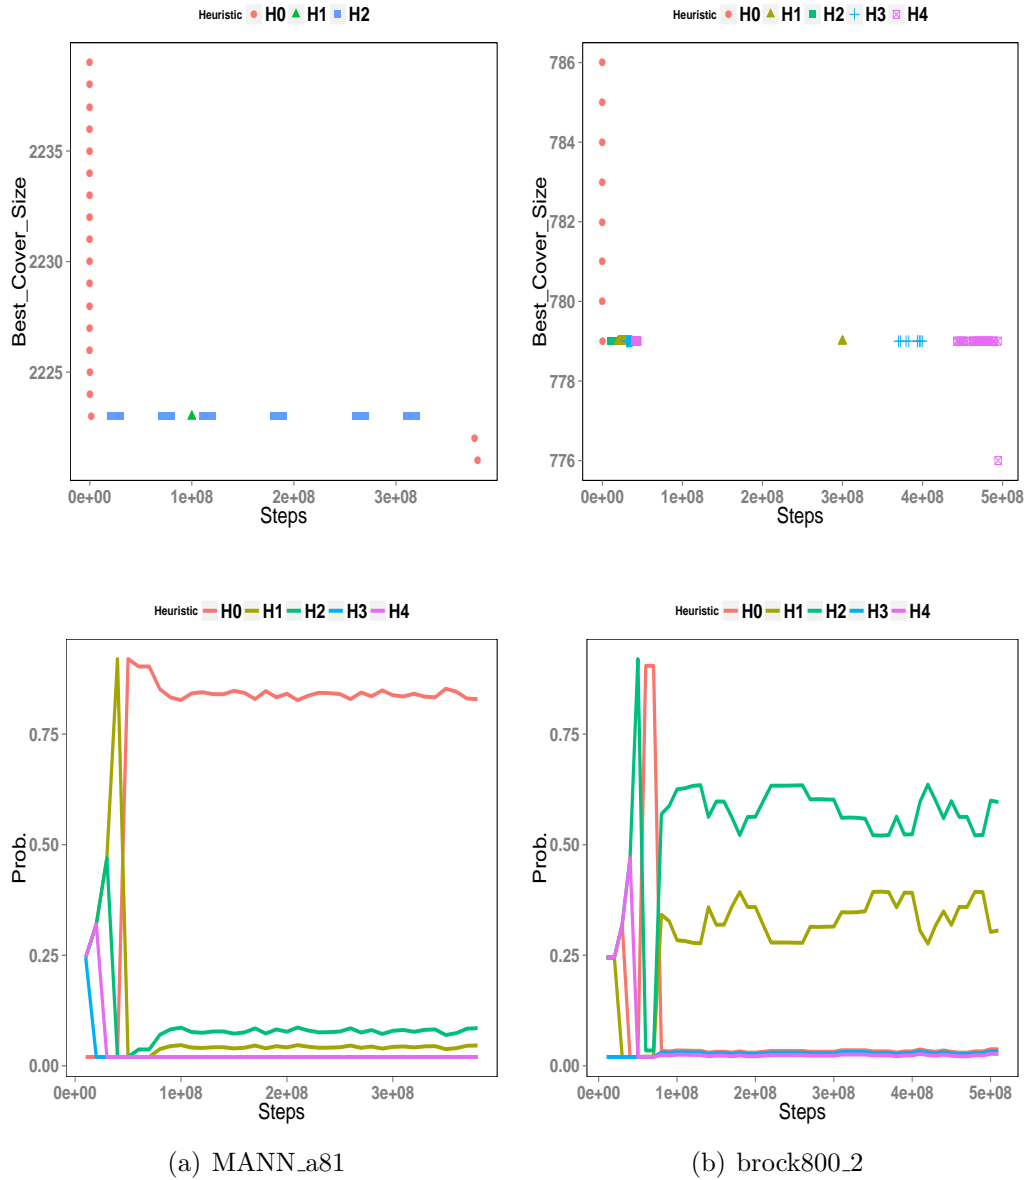 Heuristic H0 H1 H2
Best_Cover_Size
2235
2230
2225
0e+00 1e+08 2e+08 3e+08
Steps
Heuristic H0 H1 H2 H3 H4
Best_Cover_Size
786
784
782
780
778
776
0e+00 1e+08 2e+08 3e+08 4e+08 5e+08
Steps
Heuristic H0 H1 H2 H3 H4
Prob.
0.75
0.50
0.25
0.00
0e+00 1e+08 2e+08 3e+08
Steps
(a) MANN_a81
Heuristic H0 H1 H2 H3 H4
Prob.
0.75
0.50
0.25
0.00
0e+00 1e+08 2e+08 3e+08 4e+08 5e+08
Steps
(b) brock800_2